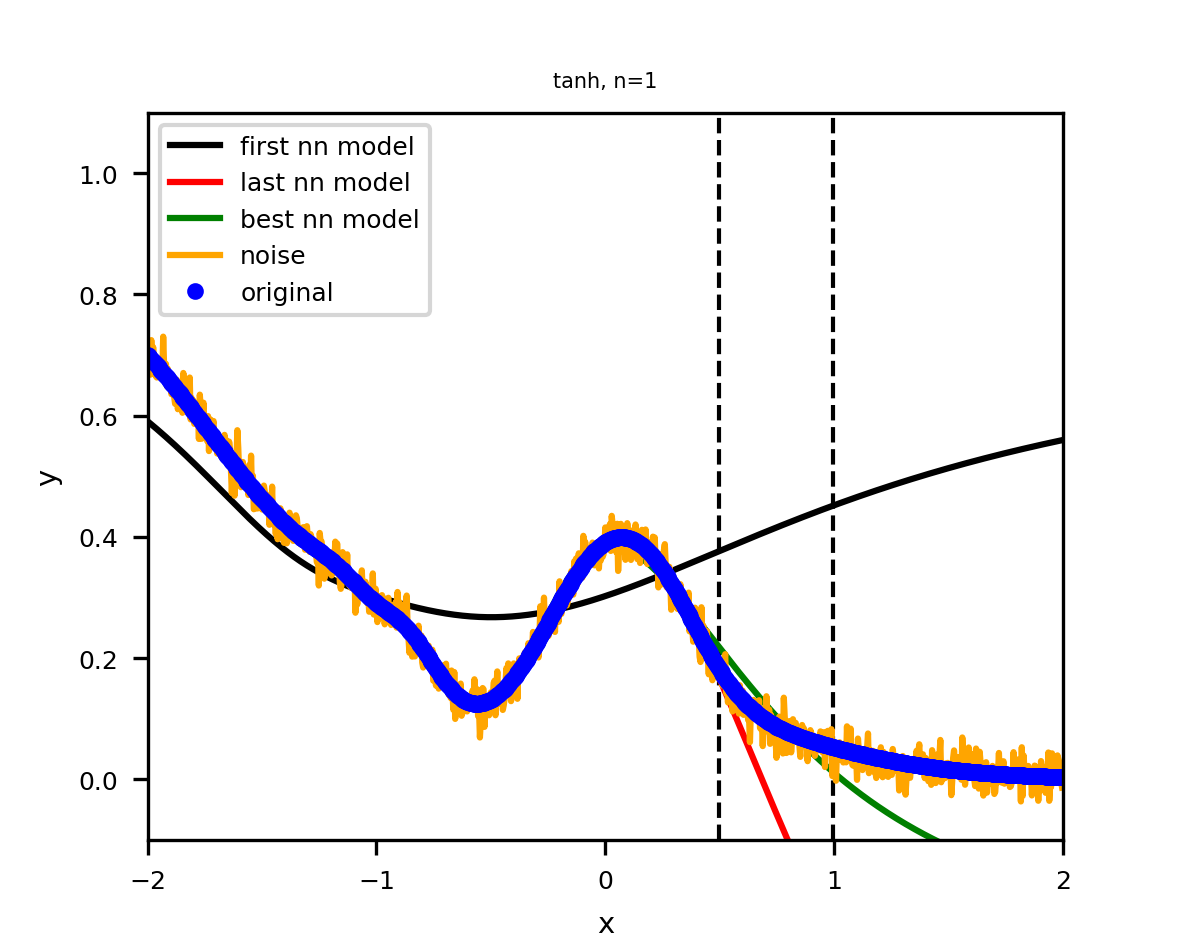 tanh, n=1
first nn model
last nn model
best nn model
noise
original
y
1.0
0.8
0.6
0.4
0.2
0.0
−2
−1
0
1
2
x